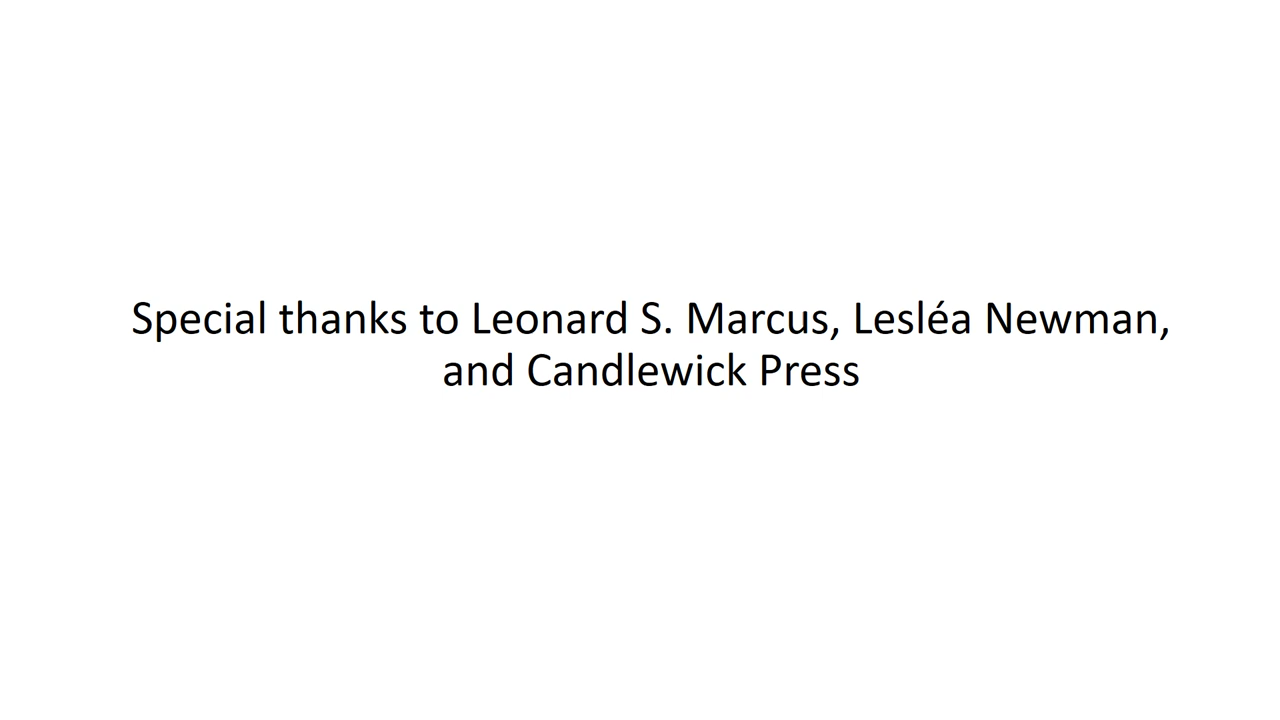 Special thanks to Leonard S. Marcus, Lesléa Newman,
and Candlewick Press